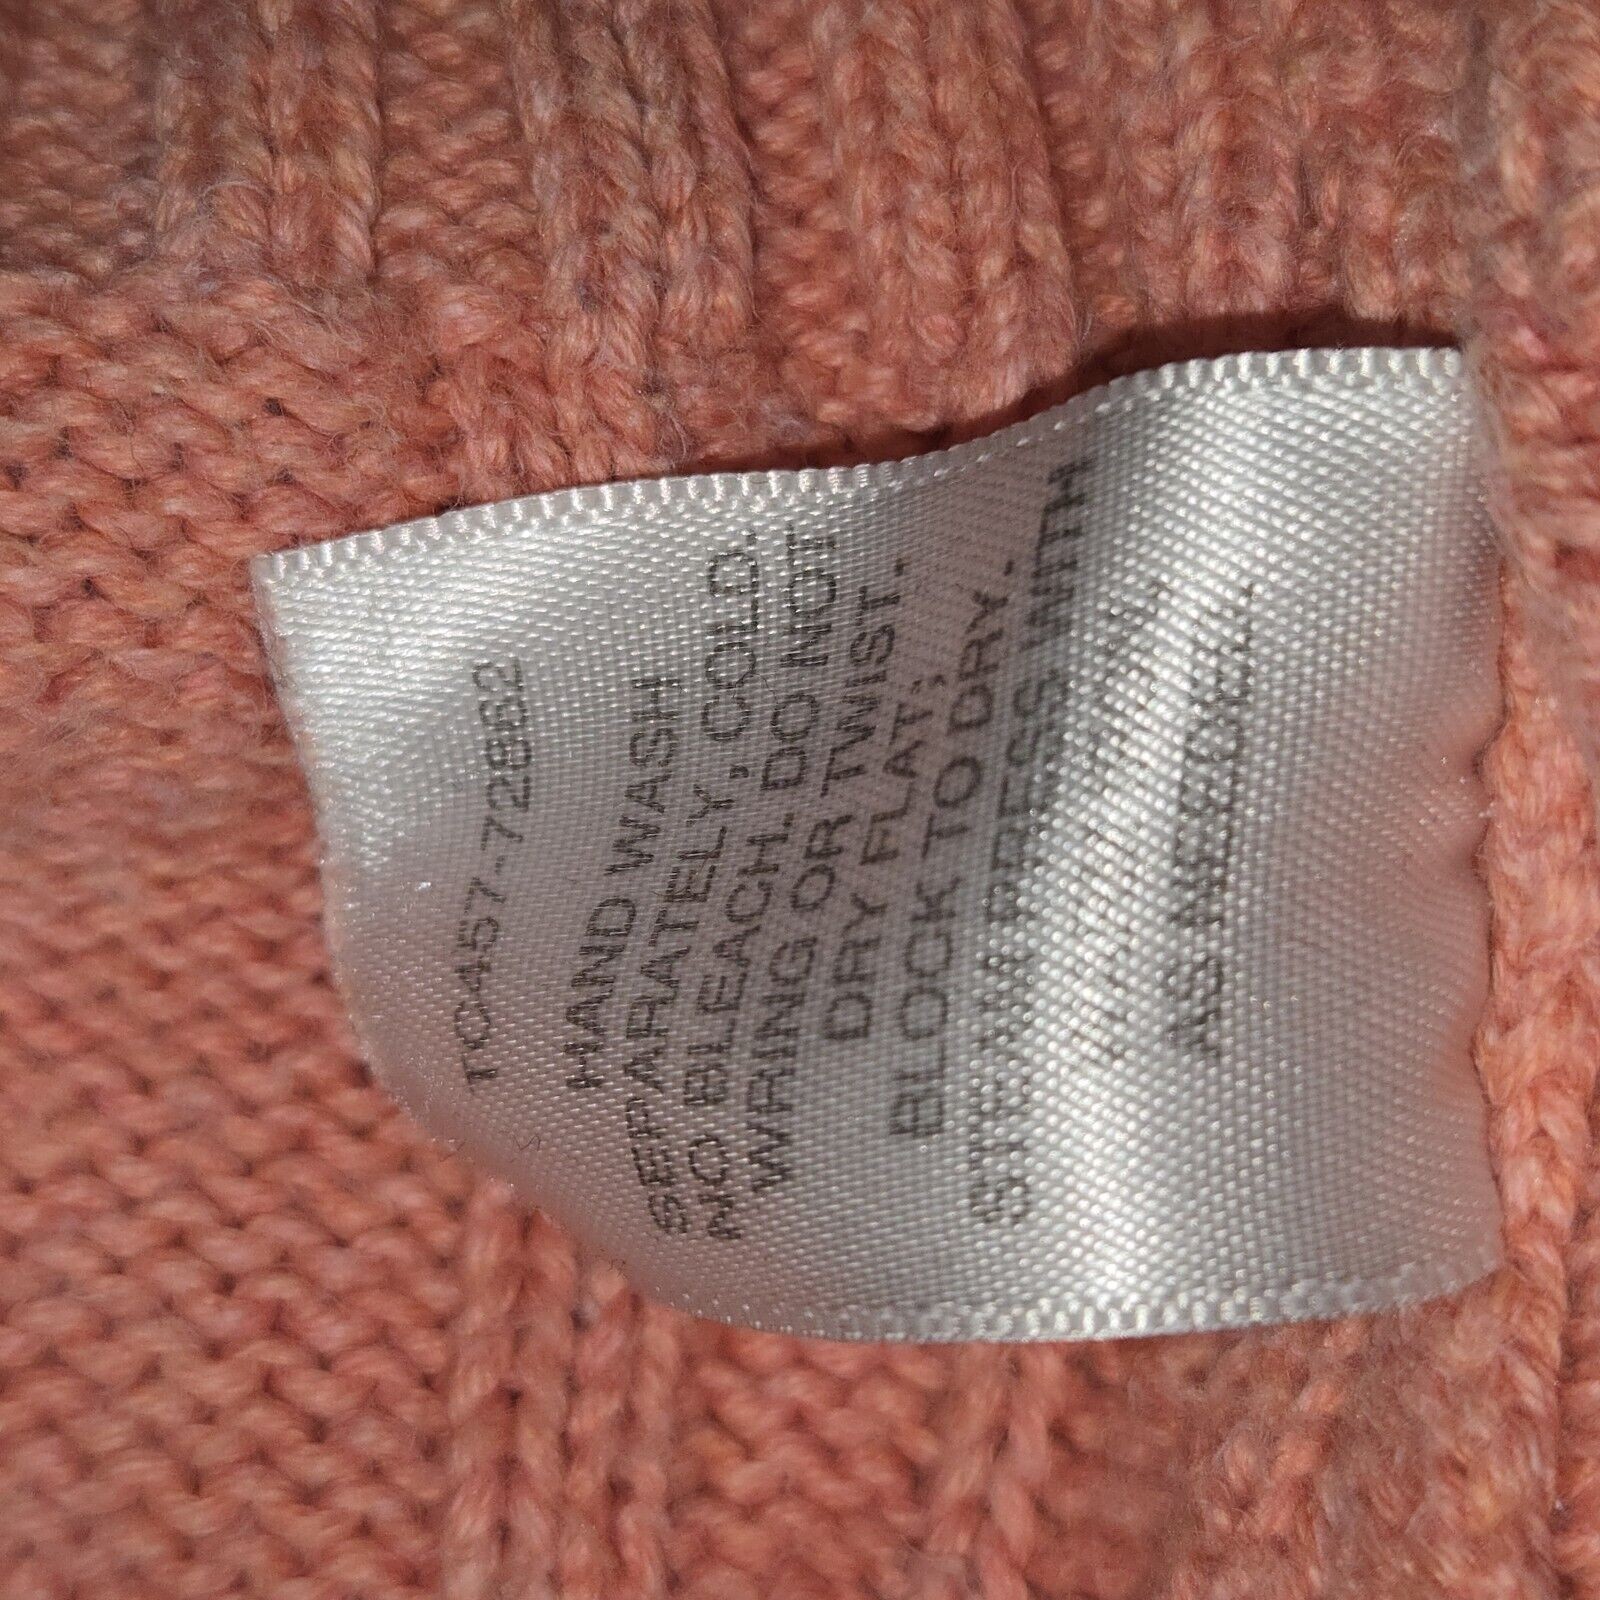 TC457-72862
HAND WASH
SEPARATELY, COLD.
NO BLEACH. DO NOT
WRING OR TWIST.
DRY FLAT;
BLOCK TO DRY.
STEAM PRESS WITH
AS NEEDED.